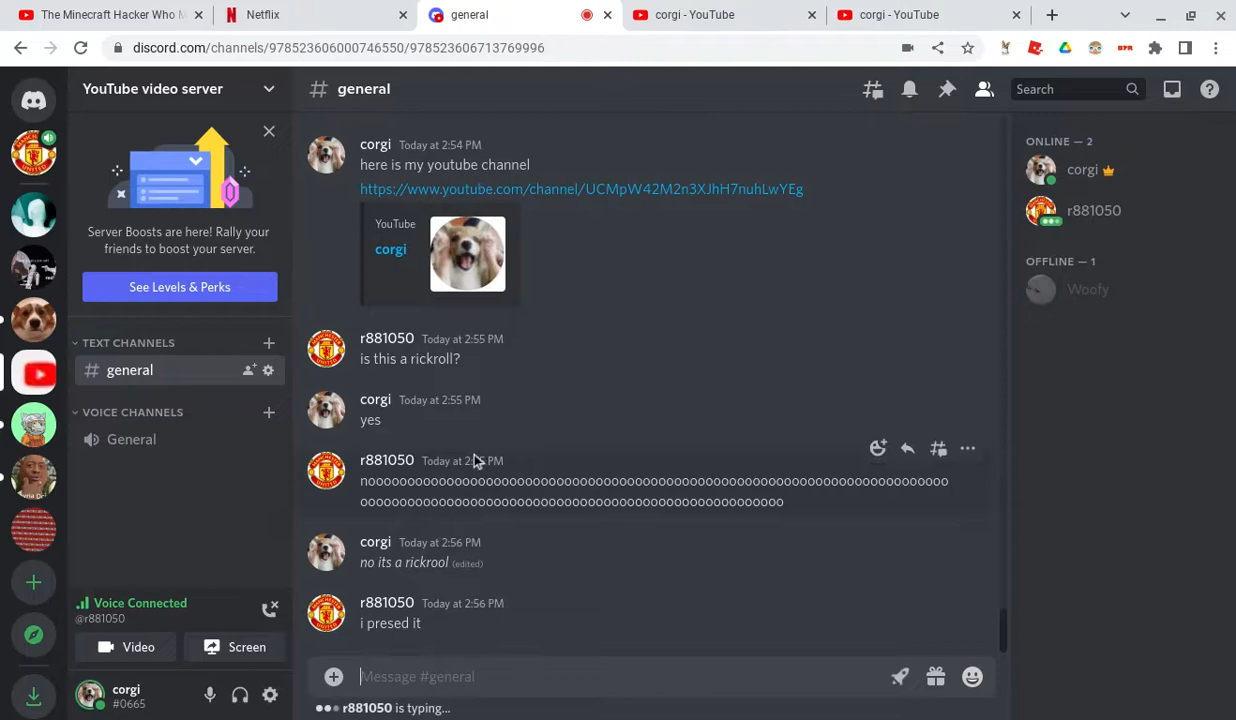 The Minecraft Hacker Who M
Netflix
general
corgi - YouTube
corgi - YouTube
discord.com/channels/978523606000746550/978523606713769996
YouTube video server
general
Search
Server Boosts are here! Rally your
friends to boost your server.
See Levels & Perks
TEXT CHANNELS
general
VOICE CHANNELS
General
corgi Today at 2:54 PM
here is my youtube channel
https://www.youtube.com/channel/UCMpW42M2n3XJhH7nuhLwYEg
YouTube
corgi
r881050 Today at 2:55 PM
is this a rickroll?
corgi Today at 2:55 PM
yes
r881050 Today at
nooooooooooooooooooooooooooooooooooooooooooooooooooooooooooooooooooooooooo
ooooooooooooooooooooooooooooooooooooooooooooooooooooo
corgi Today at 2:56 PM
no its a rickrool (edited)
r881050 Today at 2:56 PM
i presed it
Message #general
r881050 is typing...
ONLINE — 2
corgi
r881050
OFFLINE — 1
Woofy
Voice Connected
@r881050
Video
Screen
corgi
#0665